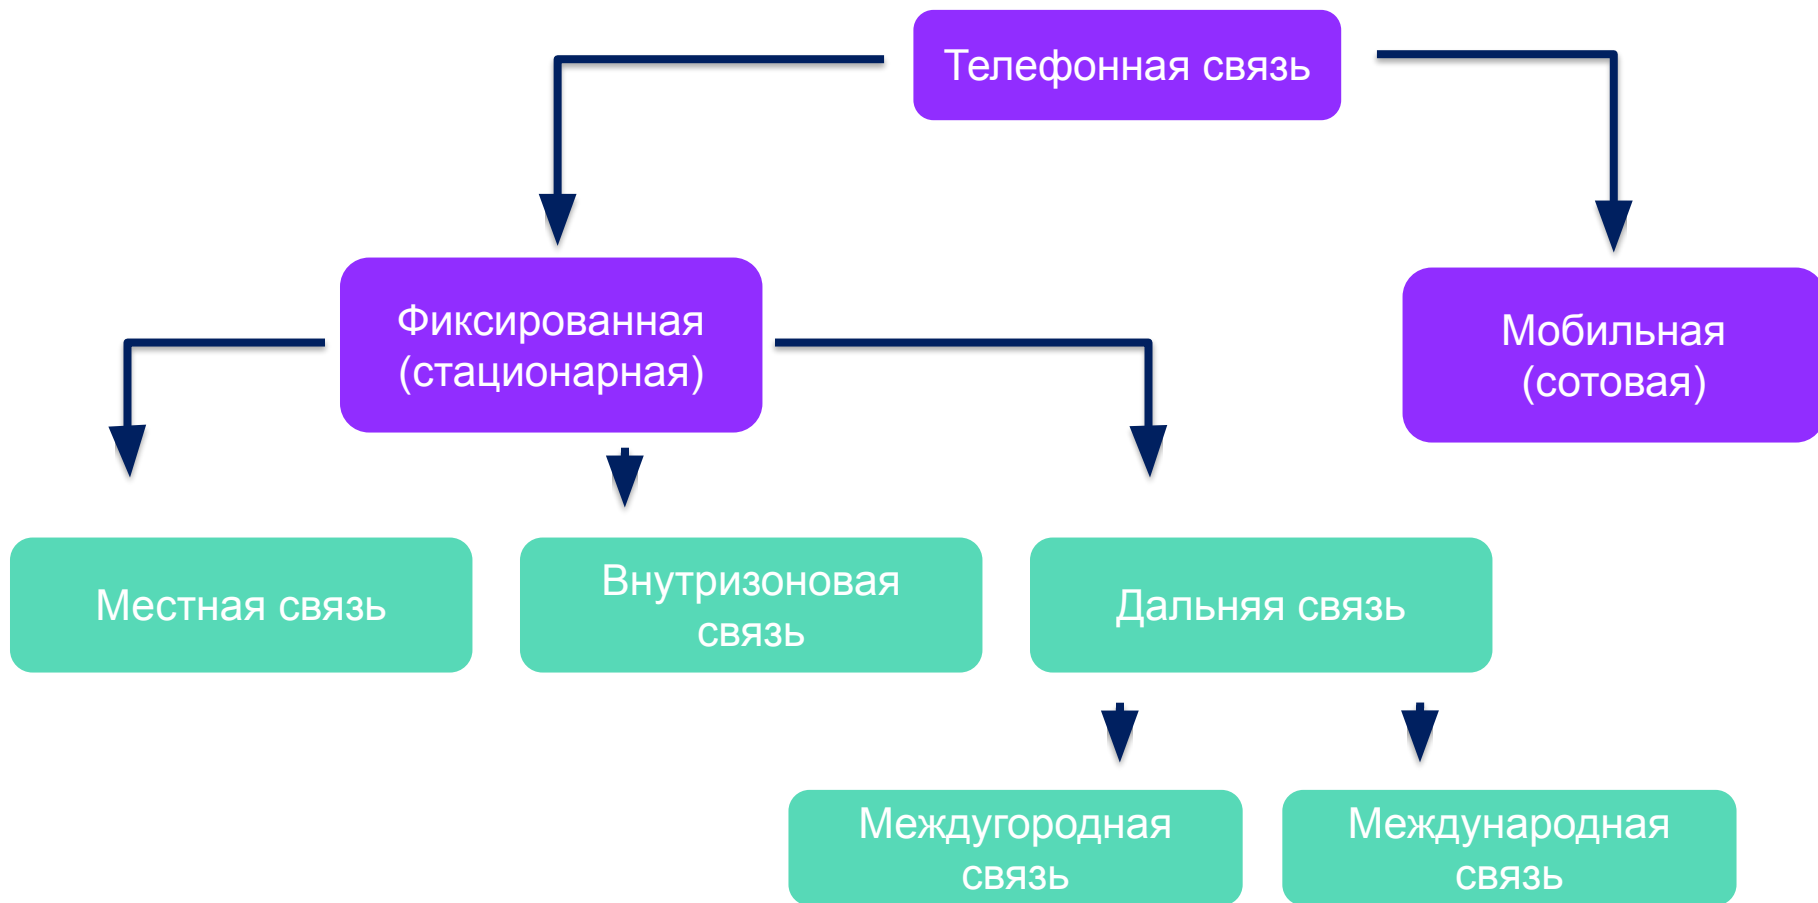 Телефонная связь
Фиксированная
(стационарная)
Мобильная
(сотовая)
Местная связь
Внутризоновая
связь
Дальняя связь
Междугородная
связь
Международная
связь